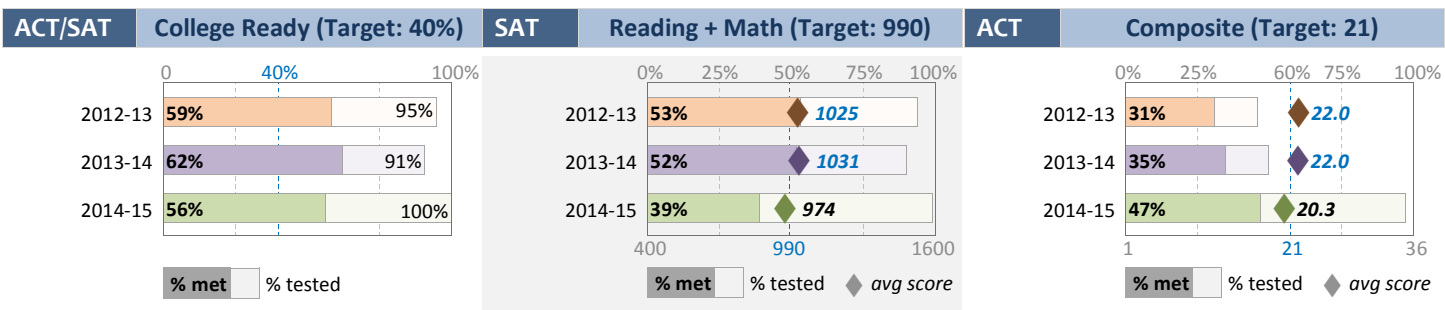 ACT/SAT College Ready (Target: 40%)
0 40% 100%
2012-13 59% 95%
2013-14 62% 91%
2014-15 56% 100%
% met % tested
SAT Reading + Math (Target: 990)
0% 25% 50% 75% 100%
2012-13 53% 1025
2013-14 52% 1031
2014-15 39% 974
400 990 1600
% met % tested avg score
ACT Composite (Target: 21)
0% 25% 60% 75% 100%
2012-13 31% 22.0
2013-14 35% 22.0
2014-15 47% 20.3
1 21 36
% met % tested avg score